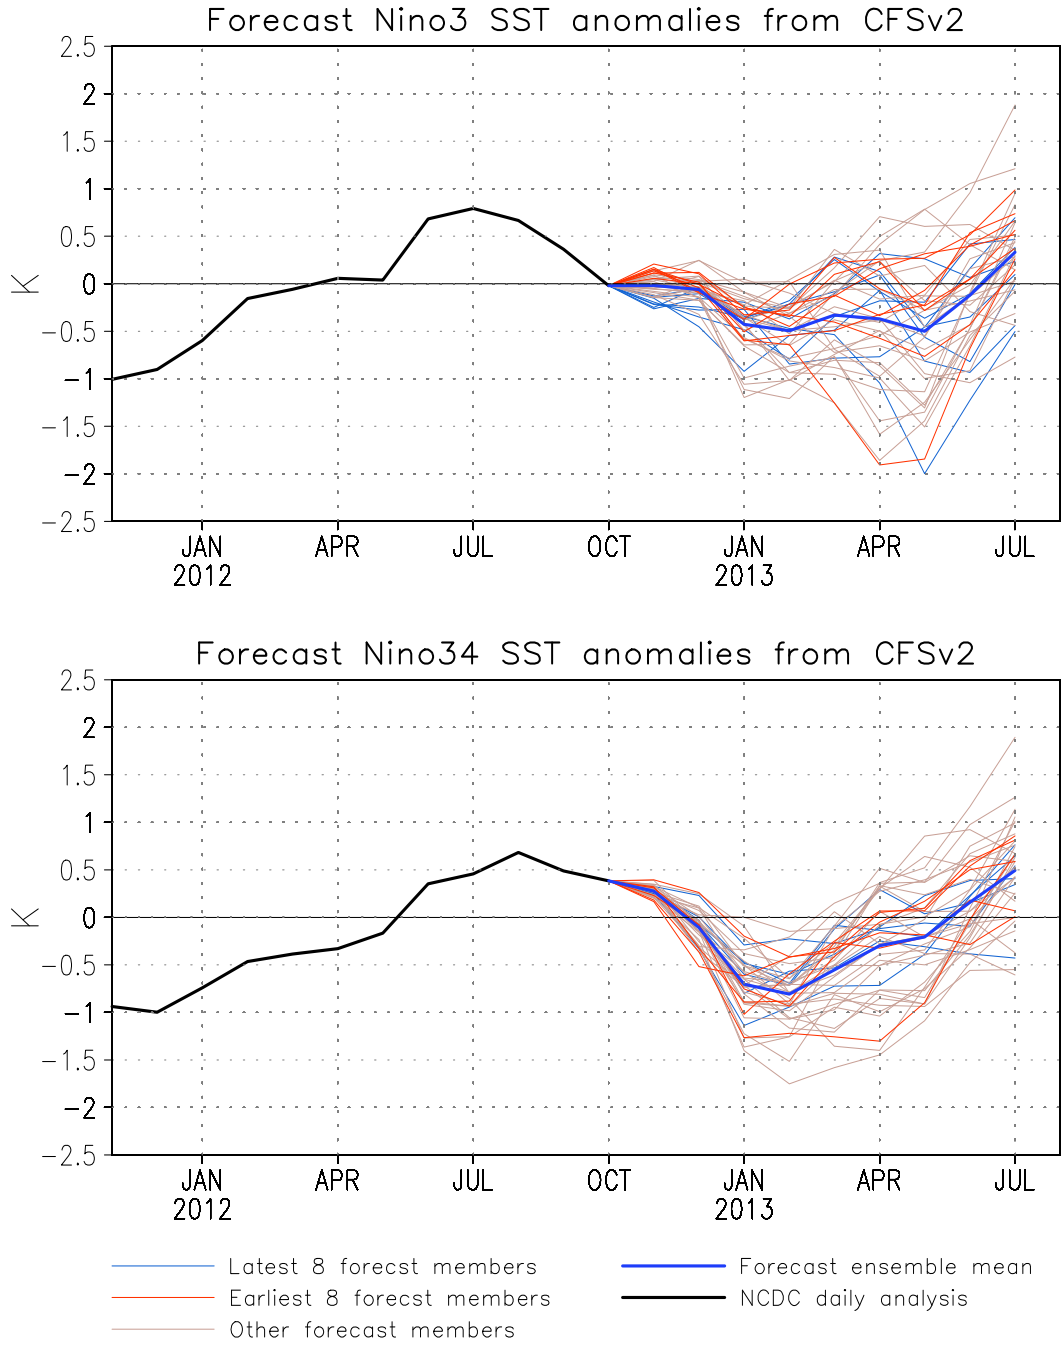 Forecast Nino3 SST anomalies from CFSv2
2.5
2
1.5
1
0.5
0
-0.5
-1
-1.5
-2
-2.5
K
JAN APR JUL OCT JAN APR JUL
2012 2013
Forecast Nino34 SST anomalies from CFSv2
2.5
2
1.5
1
0.5
0
-0.5
-1
-1.5
-2
-2.5
K
JAN APR JUL OCT JAN APR JUL
2012 2013
Latest 8 forecst members Forecast ensemble mean
Earliest 8 forecst members NCDC daily analysis
Other forecast members